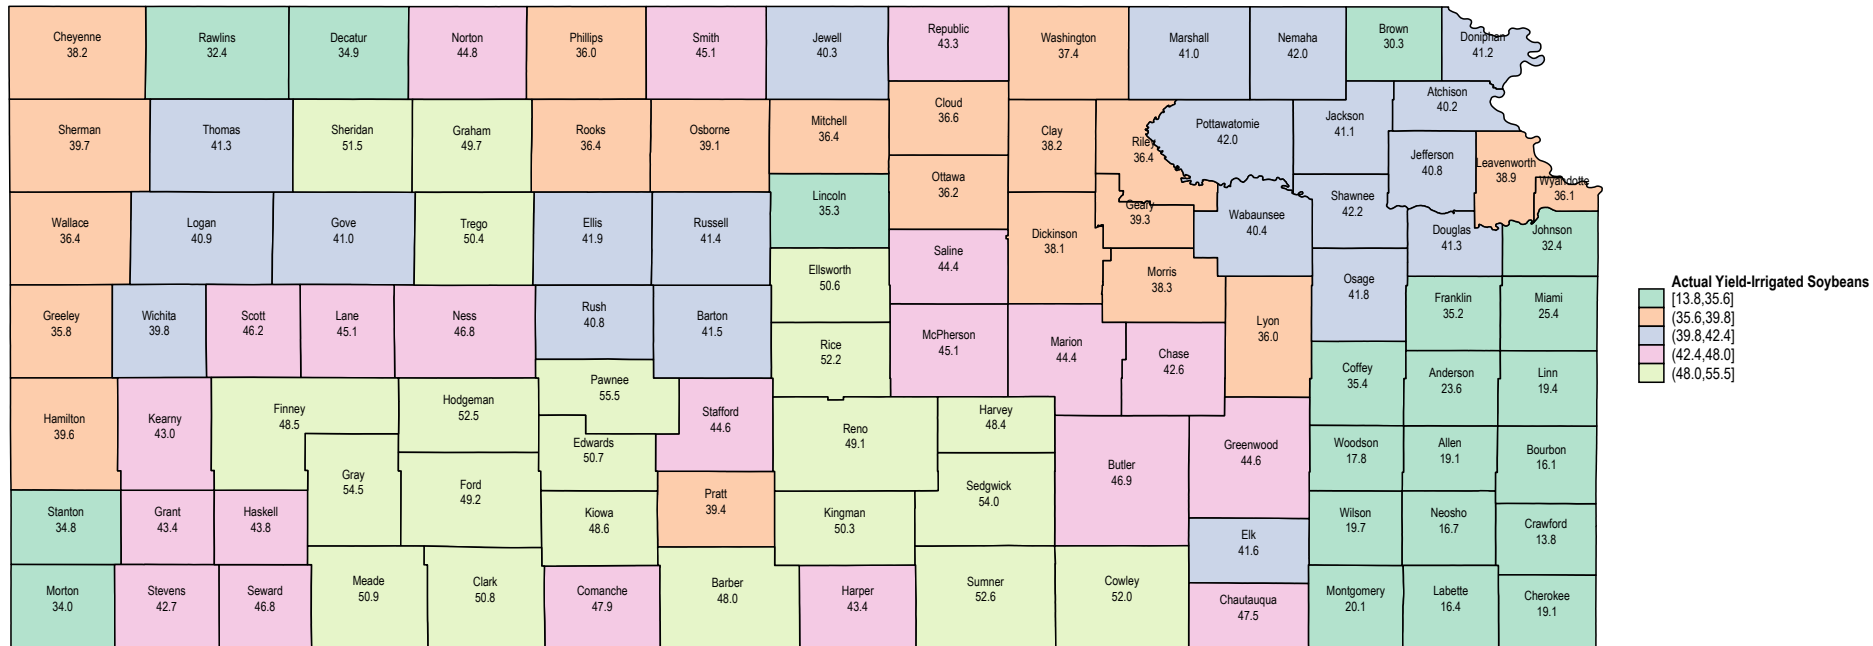 Cheyenne
38.2
Rawlins
32.4
Decatur
34.9
Norton
44.8
Phillips
36.0
Smith
45.1
Jewell
40.3
Republic
43.3
Washington
37.4
Marshall
41.0
Nemaha
42.0
Brown
30.3
Doniphan
41.2
Atchison
40.2
Sherman
39.7
Thomas
41.3
Sheridan
51.5
Graham
49.7
Rooks
36.4
Osborne
39.1
Mitchell
36.4
Cloud
36.6
Clay
38.2
Riley
36.4
Pottawatomie
42.0
Jackson
41.1
Jefferson
40.8
Leavenworth
38.9
Wyandotte
36.1
Wallace
36.4
Logan
40.9
Gove
41.0
Trego
50.4
Ellis
41.9
Russell
41.4
Lincoln
35.3
Ottawa
36.2
Saline
44.4
Dickinson
38.1
Geary
39.3
Wabaunsee
40.4
Shawnee
42.2
Douglas
41.3
Johnson
32.4
Ellsworth
50.6
Morris
38.3
Osage
41.8
Franklin
35.2
Miami
25.4
Greeley
35.8
Wichita
39.8
Scott
46.2
Lane
45.1
Ness
46.8
Rush
40.8
Barton
41.5
Rice
52.2
McPherson
45.1
Marion
44.4
Chase
42.6
Lyon
36.0
Coffey
35.4
Anderson
23.6
Linn
19.4
Hamilton
39.6
Kearny
43.0
Finney
48.5
Hodgeman
52.5
Pawnee
55.5
Stafford
44.6
Edwards
50.7
Reno
49.1
Harvey
48.4
Butler
46.9
Greenwood
44.6
Woodson
17.8
Allen
19.1
Bourbon
16.1
Gray
54.5
Ford
49.2
Kiowa
48.6
Pratt
39.4
Kingman
50.3
Sedgwick
54.0
Stanton
34.8
Grant
43.4
Haskell
43.8
Elk
41.6
Wilson
19.7
Neosho
16.7
Crawford
13.8
Morton
34.0
Stevens
42.7
Seward
46.8
Meade
50.9
Clark
50.8
Comanche
47.9
Barber
48.0
Harper
43.4
Sumner
52.6
Cowley
52.0
Chautauqua
47.5
Montgomery
20.1
Labette
16.4
Cherokee
19.1
Actual Yield-Irrigated Soybeans
[13.8,35.6]
(35.6,39.8]
(39.8,42.4]
(42.4,48.0]
(48.0,55.5]